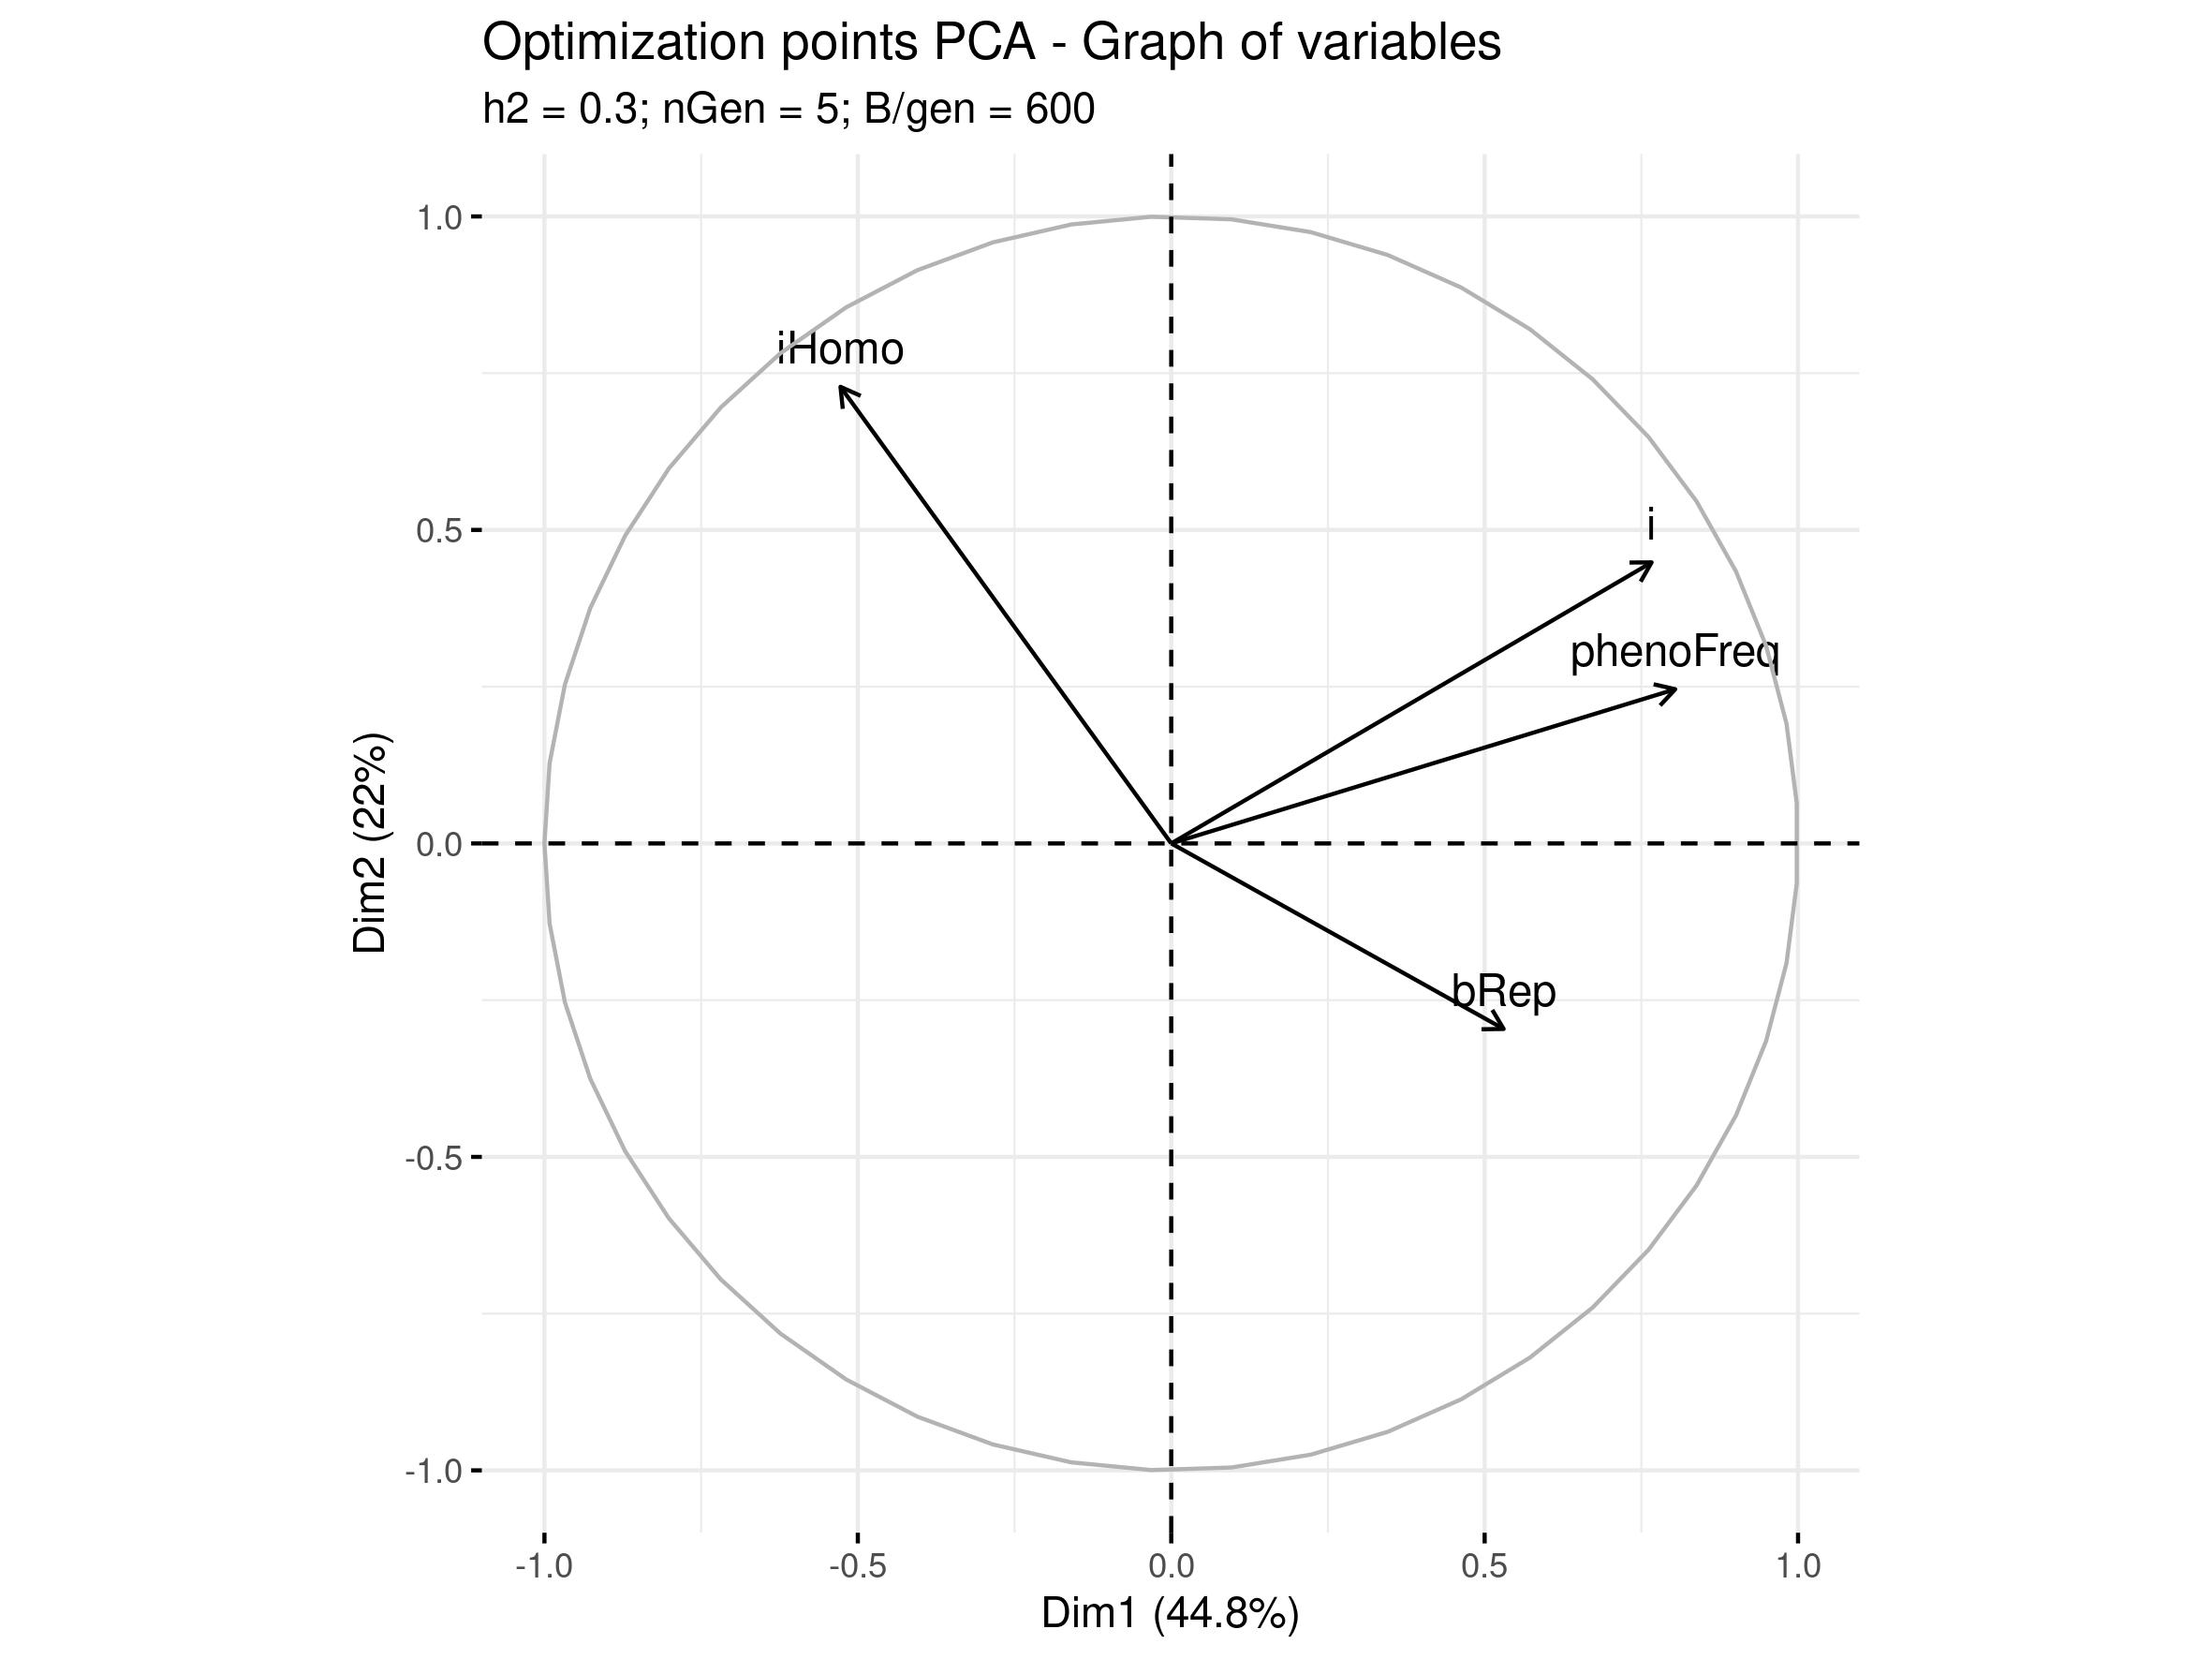 Optimization points PCA - Graph of variables
h2 = 0.3; nGen = 5; B/gen = 600
1.0
0.5
0.0
-0.5
-1.0
Dim2 (22%)
iHomo
i
phenoFreq
bRep
-1.0
-0.5
0.0
0.5
1.0
Dim1 (44.8%)